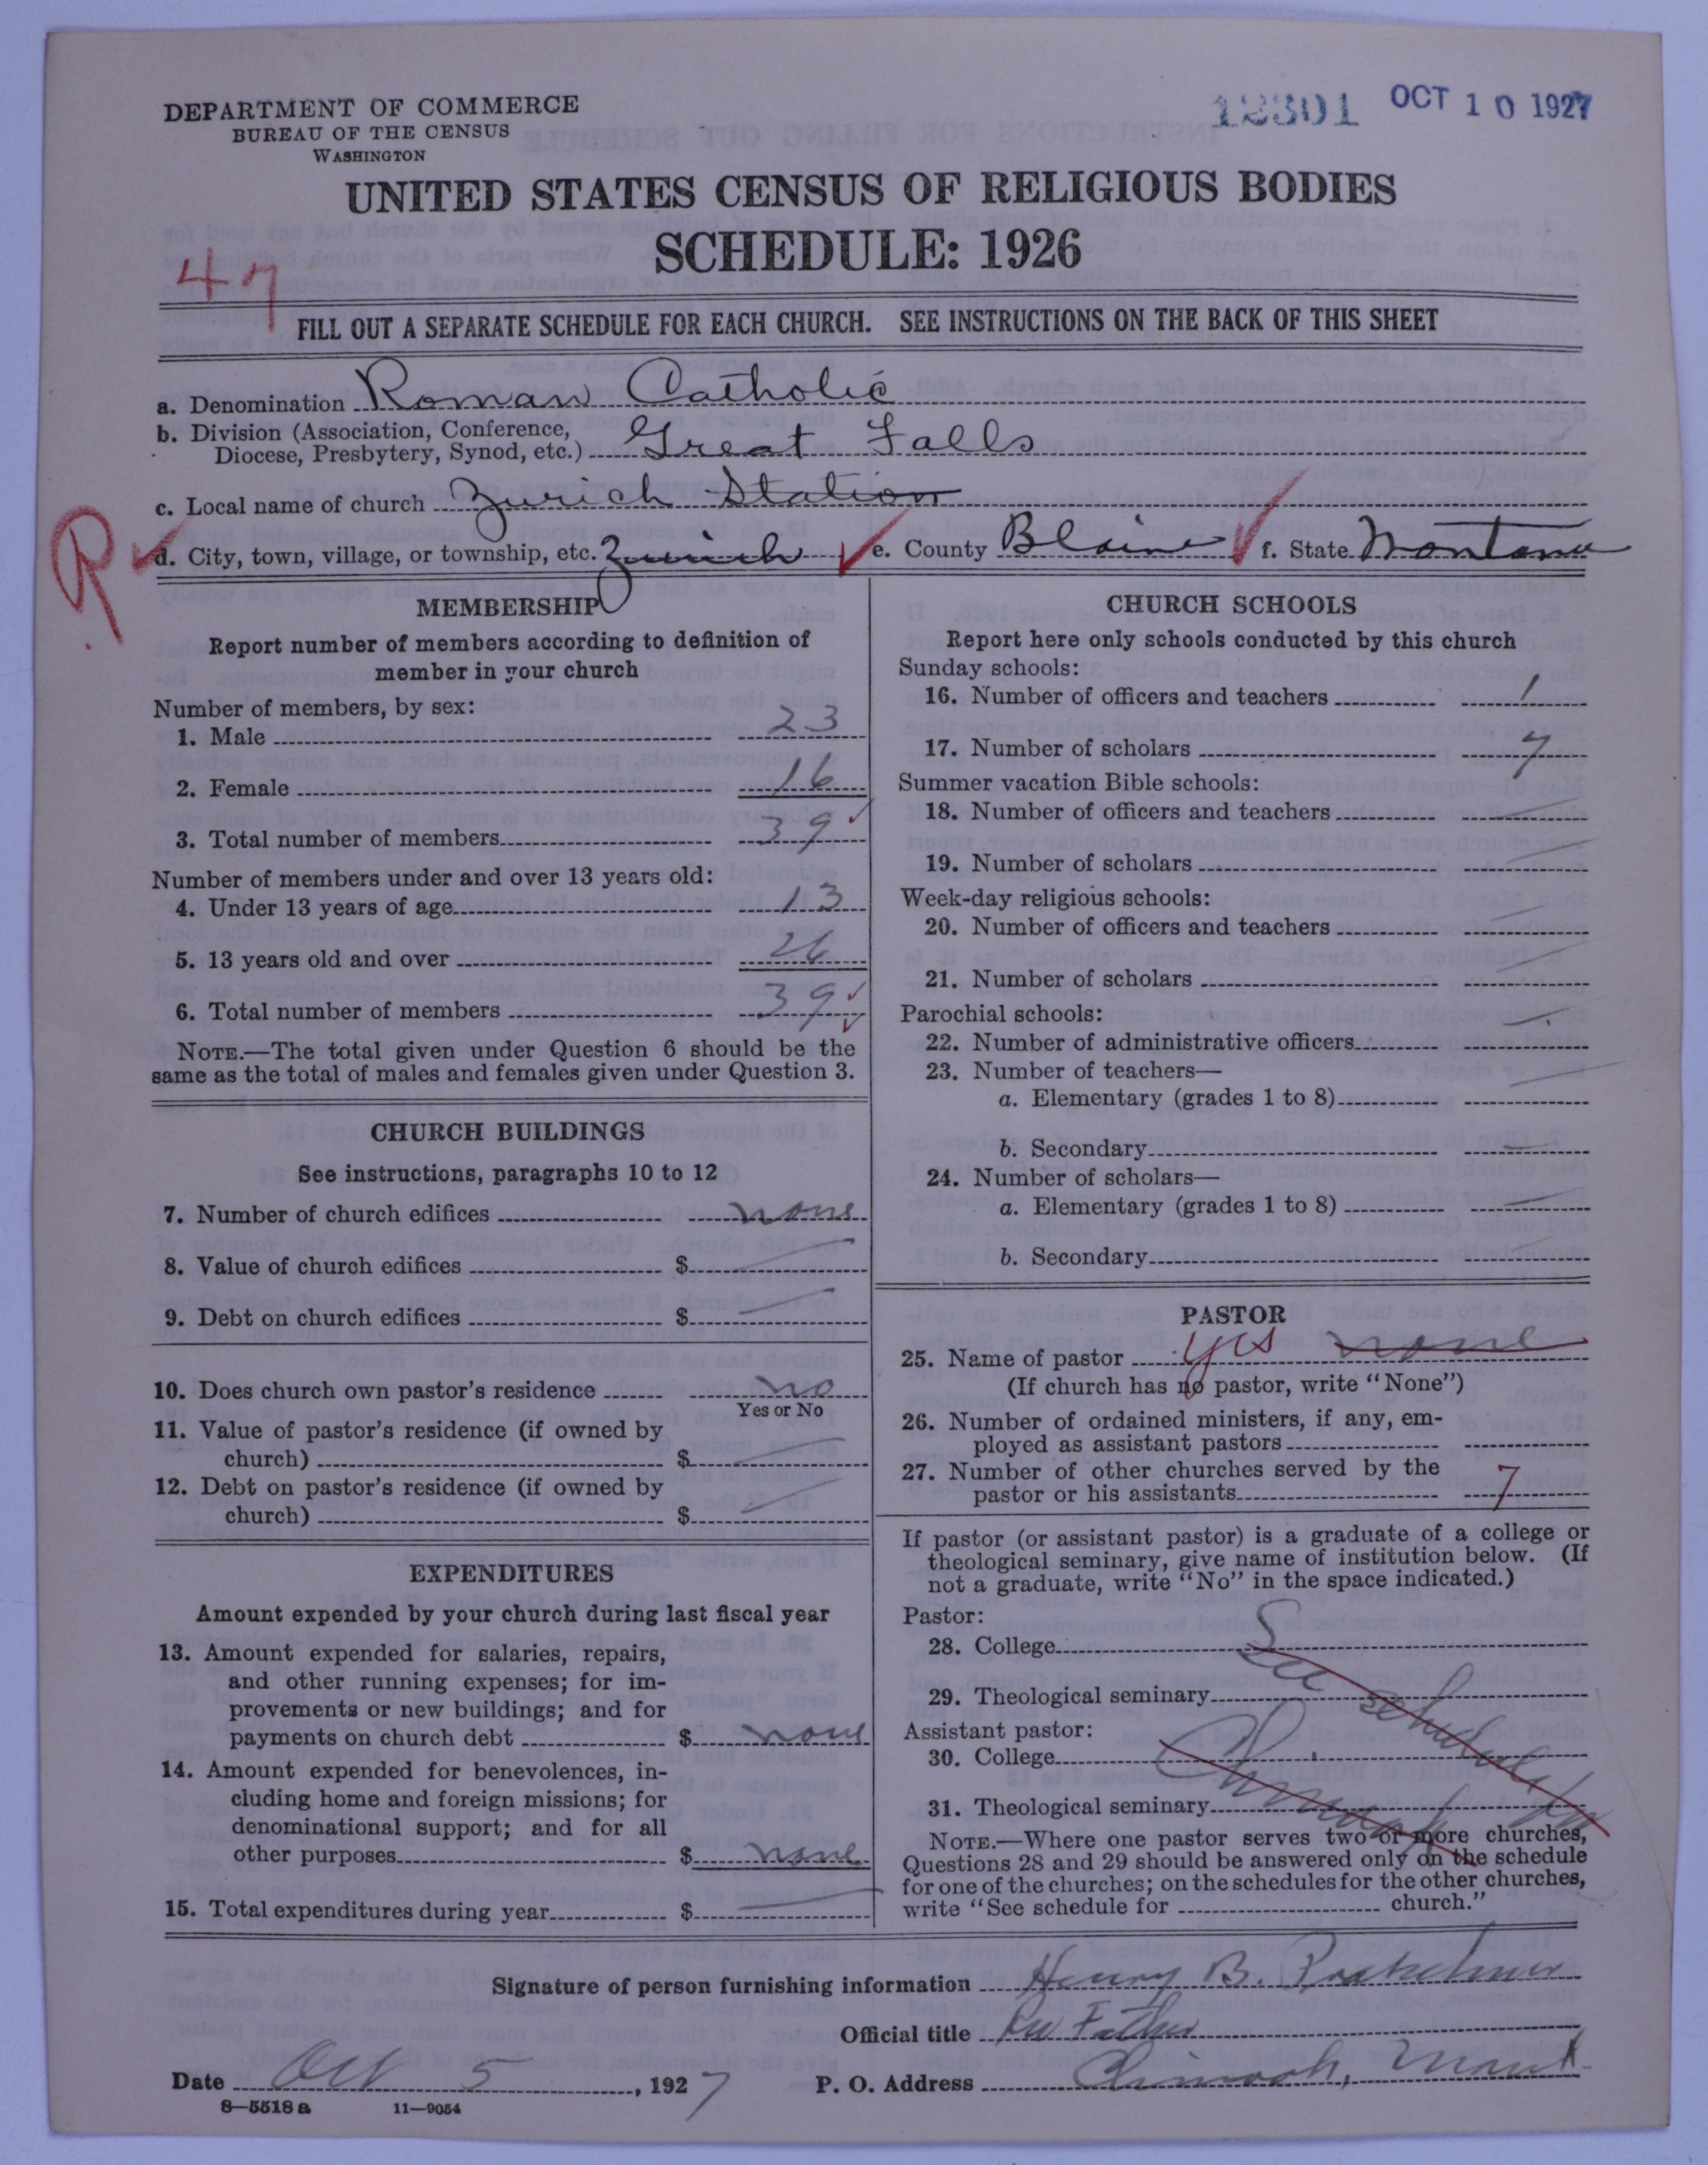 DEPARTMENT OF COMMERCE
BUREAU OF THE CENSUS
WASHINGTON
12301 OCT 10 1927
UNITED STATES CENSUS OF RELIGIOUS BODIES
SCHEDULE: 1926
47
FILL OUT A SEPARATE SCHEDULE FOR EACH CHURCH. SEE INSTRUCTIONS ON THE BACK OF THIS SHEET
a. Denomination Roman Catholic
b. Division (Association, Conference,
Diocese, Presbytery, Synod, etc.) Great Falls
c. Local name of church Zurich Station
R
d. City, town, village, or township, etc. Zurich e. County Blaine f. State Montana
MEMBERSHIP
Report number of members according to definition of
member in your church
Number of members, by sex:
1. Male 23
2. Female 16
3. Total number of members 39
Number of members under and over 13 years old:
4. Under 13 years of age 13
5. 13 years old and over 26
6. Total number of members 39
NOTE.—The total given under Question 6 should be the
same as the total of males and females given under Question 3.
CHURCH BUILDINGS
See instructions, paragraphs 10 to 12
7. Number of church edifices none
8. Value of church edifices $
9. Debt on church edifices $
10. Does church own pastor's residence no
Yes or No
11. Value of pastor's residence (if owned by
church) $
12. Debt on pastor's residence (if owned by
church) $
EXPENDITURES
Amount expended by your church during last fiscal year
13. Amount expended for salaries, repairs,
and other running expenses; for im-
provements or new buildings; and for
payments on church debt $ none
14. Amount expended for benevolences, in-
cluding home and foreign missions; for
denominational support; and for all
other purposes $ none
15. Total expenditures during year $
CHURCH SCHOOLS
Report here only schools conducted by this church
Sunday schools:
16. Number of officers and teachers 1
17. Number of scholars 7
Summer vacation Bible schools:
18. Number of officers and teachers
19. Number of scholars
Week-day religious schools:
20. Number of officers and teachers
21. Number of scholars
Parochial schools:
22. Number of administrative officers
23. Number of teachers—
a. Elementary (grades 1 to 8)
b. Secondary
24. Number of scholars—
a. Elementary (grades 1 to 8)
b. Secondary
PASTOR
25. Name of pastor yes none
(If church has no pastor, write "None")
26. Number of ordained ministers, if any, em-
ployed as assistant pastors
27. Number of other churches served by the
pastor or his assistants 7
If pastor (or assistant pastor) is a graduate of a college or
theological seminary, give name of institution below. (If
not a graduate, write "No" in the space indicated.)
Pastor:
28. College
See schedule for
29. Theological seminary
Assistant pastor:
30. College
Chinook
31. Theological seminary
NOTE.—Where one pastor serves two or more churches,
Questions 28 and 29 should be answered only on the schedule
for one of the churches; on the schedules for the other churches,
write "See schedule for church."
Signature of person furnishing information Henry B.
Official title Rev Father
Date Oct 5, 1927 P. O. Address Chinook, Mont
8—5518 a 11—9054